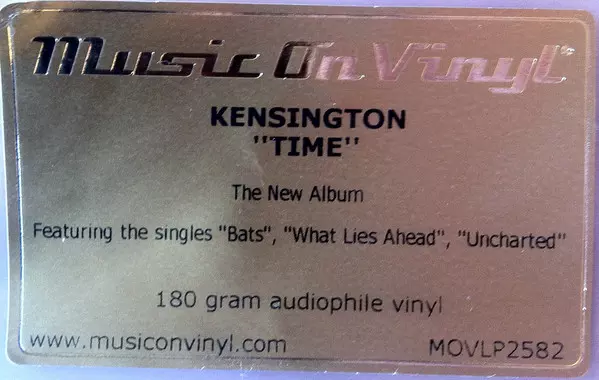 Music On Vinyl
KENSINGTON
"TIME"
The New Album
Featuring the singles "Bats", "What Lies Ahead", "Uncharted"
180 gram audiophile vinyl
www.musiconvinyl.com MOVLP2582